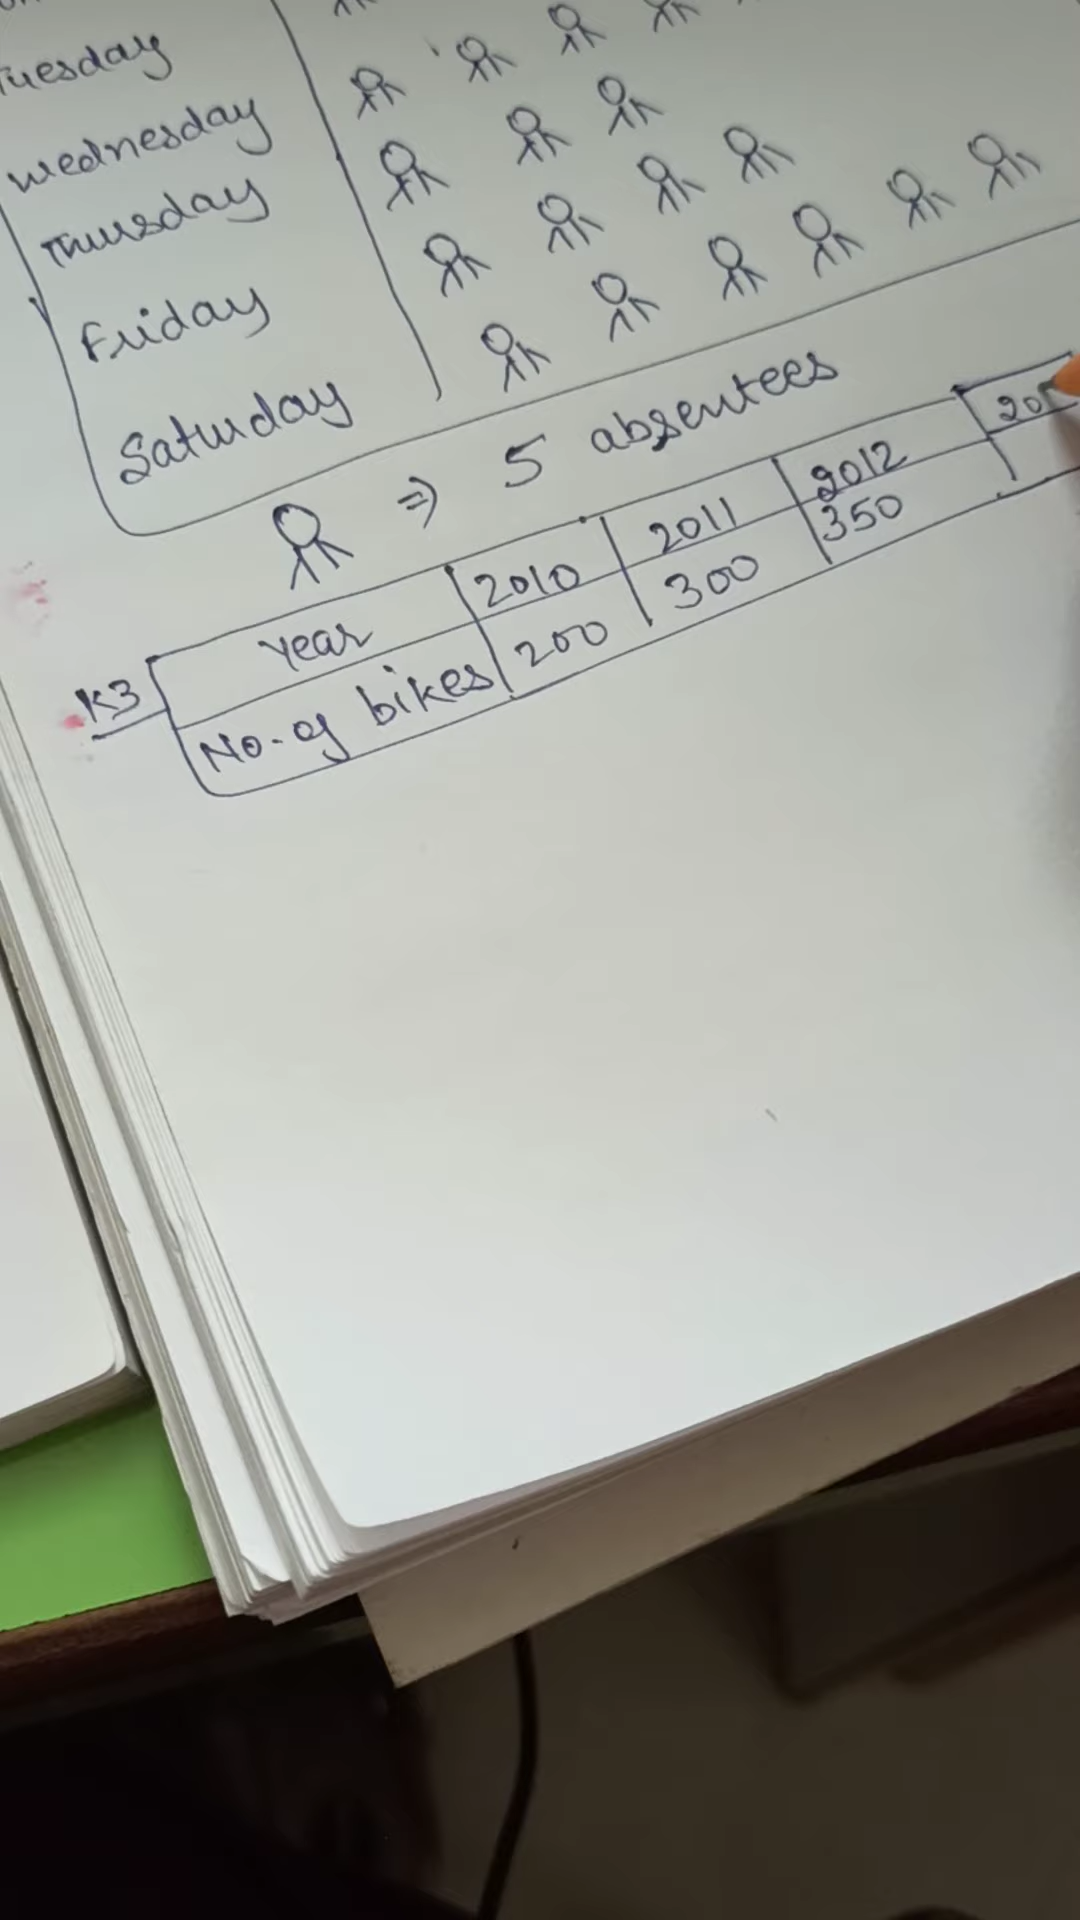 Tuesday
Wednesday
Thursday
Friday
Saturday
⇒ 5 absentees
K3
Year 2010 2011 2012
No. of bikes 200 300 350